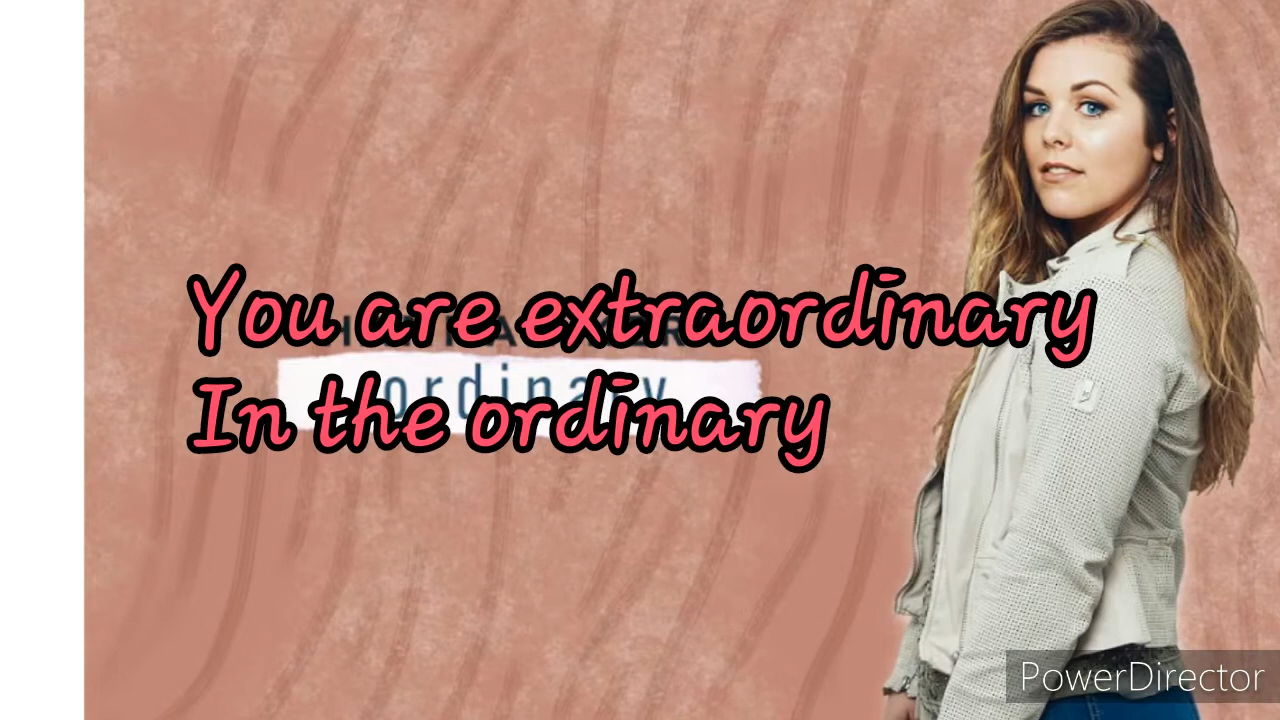 You are extraordinary
In the ordinary
ordinary
PowerDirector